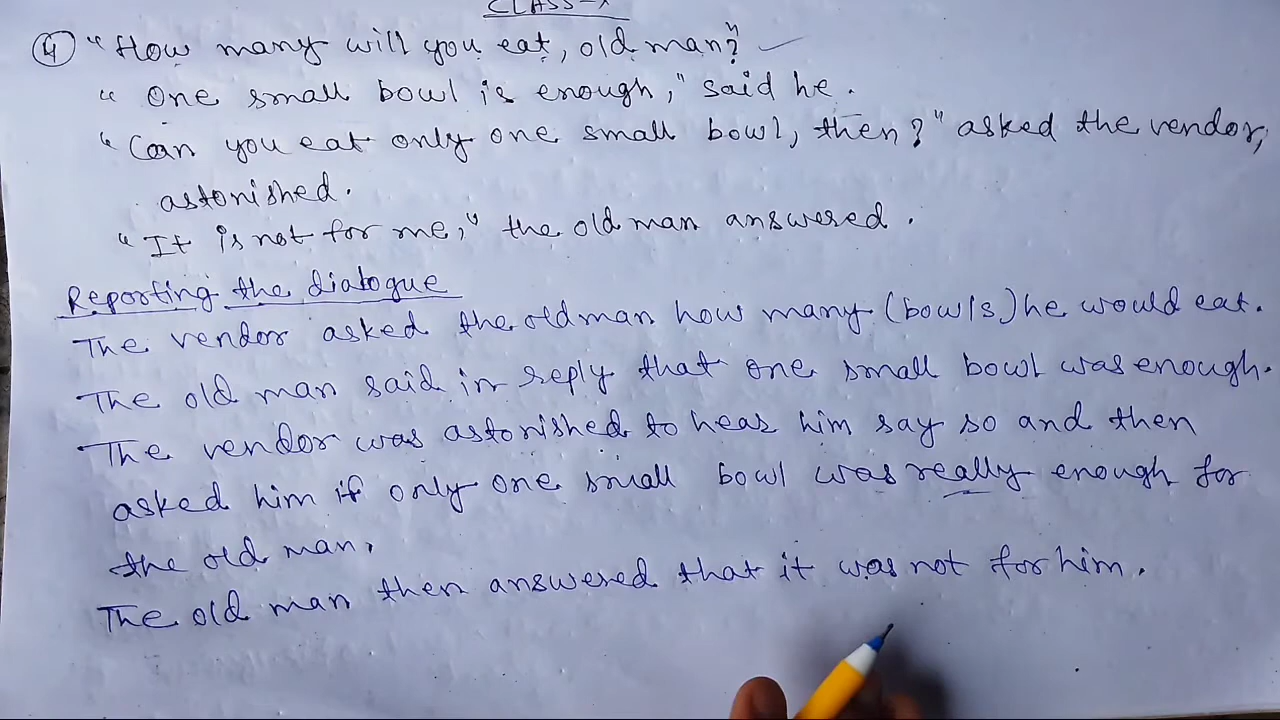 CLASS-X
④ "How many will you eat, old man?"
" One small bowl is enough," said he.
"Can you eat only one small bowl, then?" asked the vendor,
astonished.
"It is not for me," the old man answered.
Reporting the dialogue
The vendor asked the old man how many (bowls) he would eat.
The old man said in reply that one small bowl was enough.
The vendor was astonished to hear him say so and then
asked him if only one small bowl was really enough for
the old man.
The old man then answered that it was not for him.